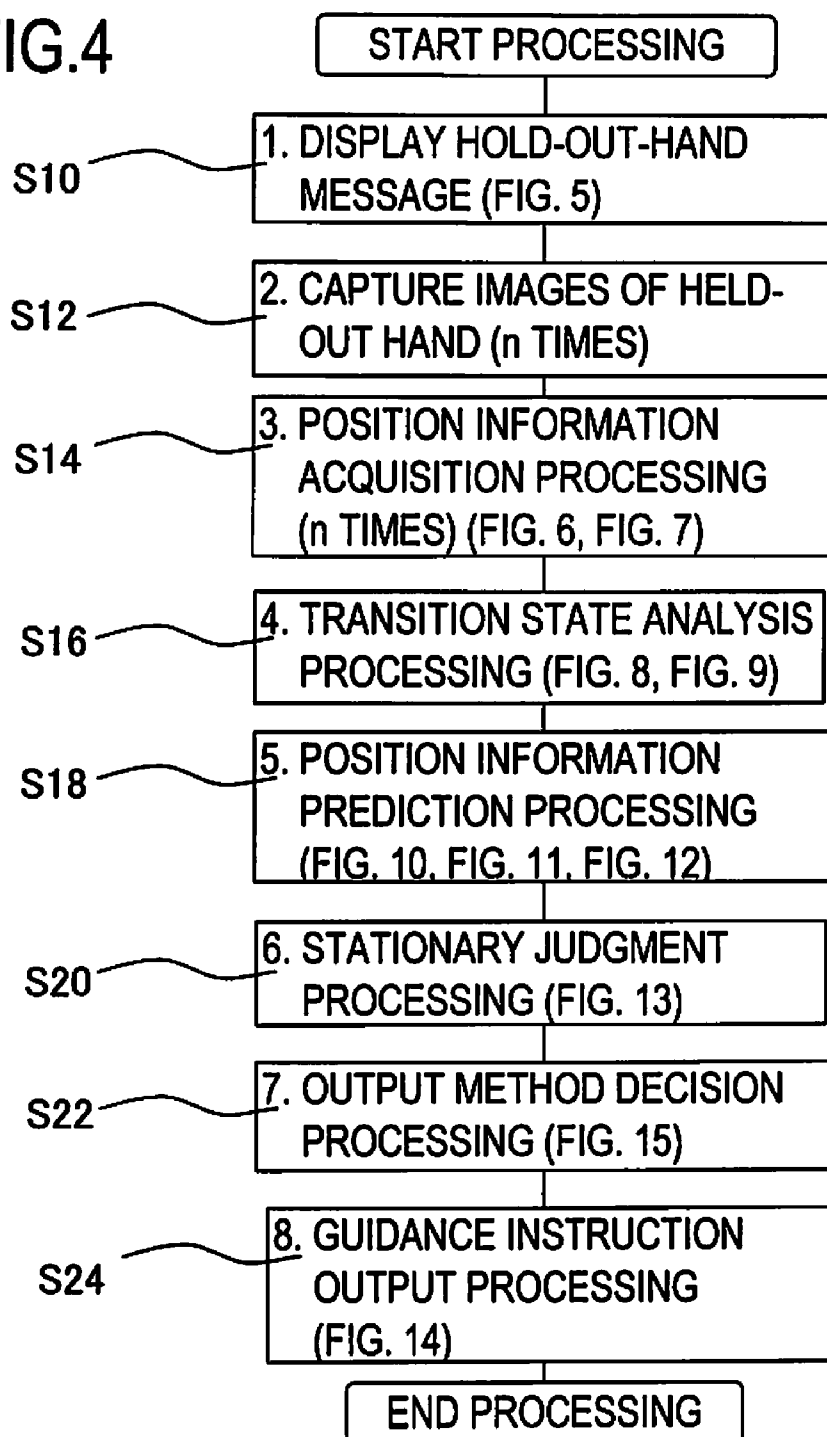 FIG.4
START PROCESSING
S10
1. DISPLAY HOLD-OUT-HAND
MESSAGE (FIG. 5)
S12
2. CAPTURE IMAGES OF HELD-
OUT HAND (n TIMES)
S14
3. POSITION INFORMATION
ACQUISITION PROCESSING
(n TIMES) (FIG. 6, FIG. 7)
S16
4. TRANSITION STATE ANALYSIS
PROCESSING (FIG. 8, FIG. 9)
S18
5. POSITION INFORMATION
PREDICTION PROCESSING
(FIG. 10, FIG. 11, FIG. 12)
S20
6. STATIONARY JUDGMENT
PROCESSING (FIG. 13)
S22
7. OUTPUT METHOD DECISION
PROCESSING (FIG. 15)
S24
8. GUIDANCE INSTRUCTION
OUTPUT PROCESSING
(FIG. 14)
END PROCESSING